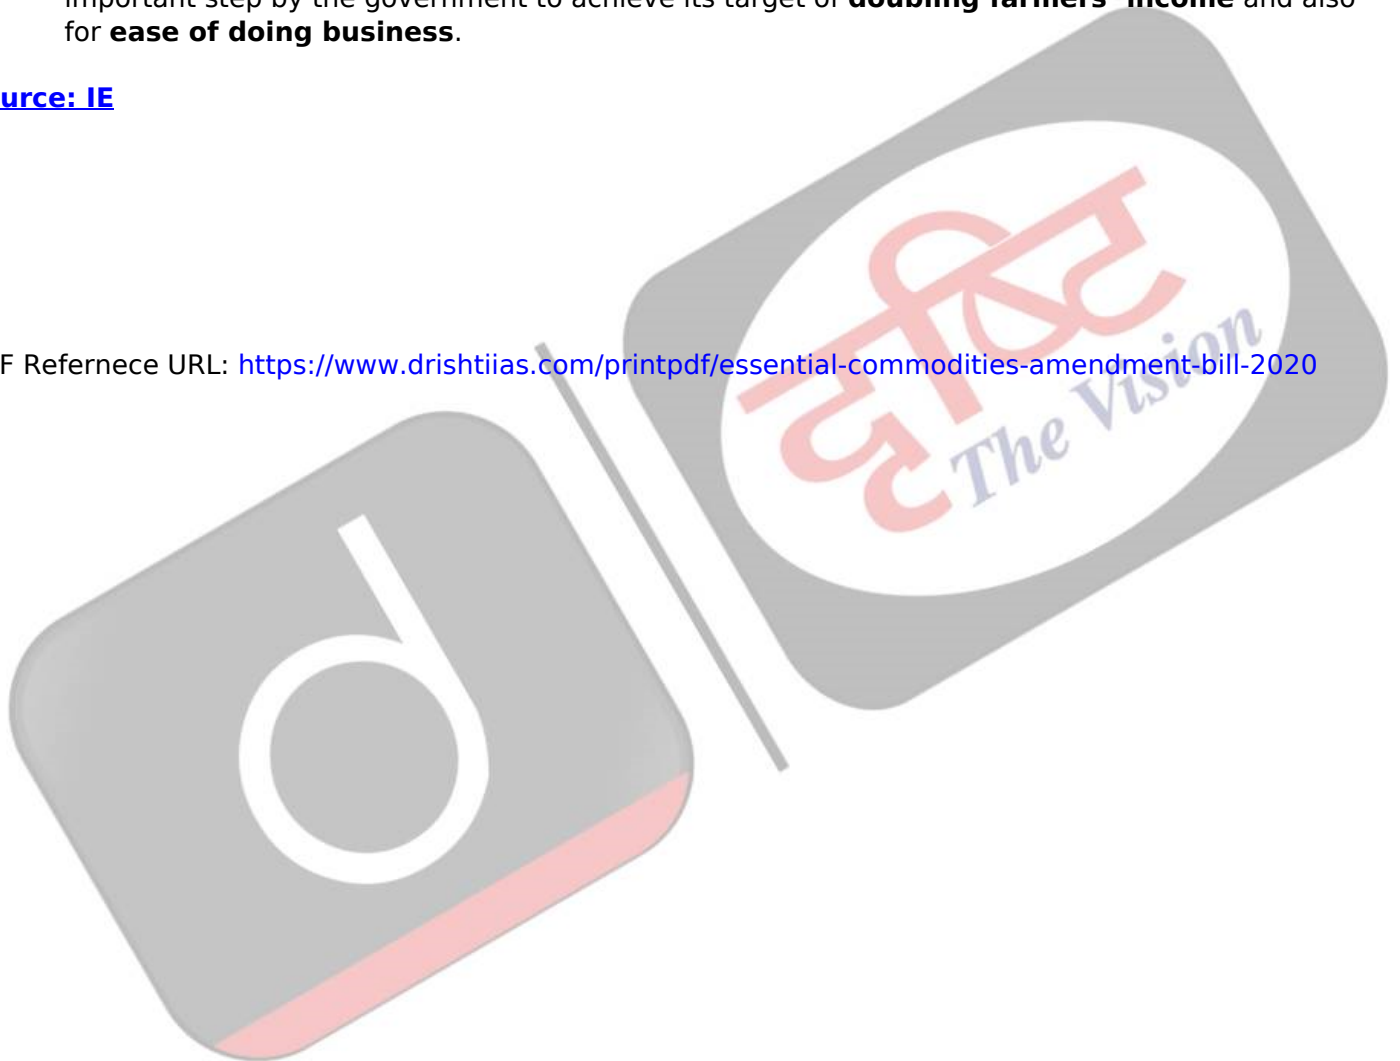 important step by the government to achieve its target of doubling farmers' income and also
for ease of doing business.
urce: IE
F Refernece URL: https://www.drishtiias.com/printpdf/essential-commodities-amendment-bill-2020
दृष्टि
The Vision
d